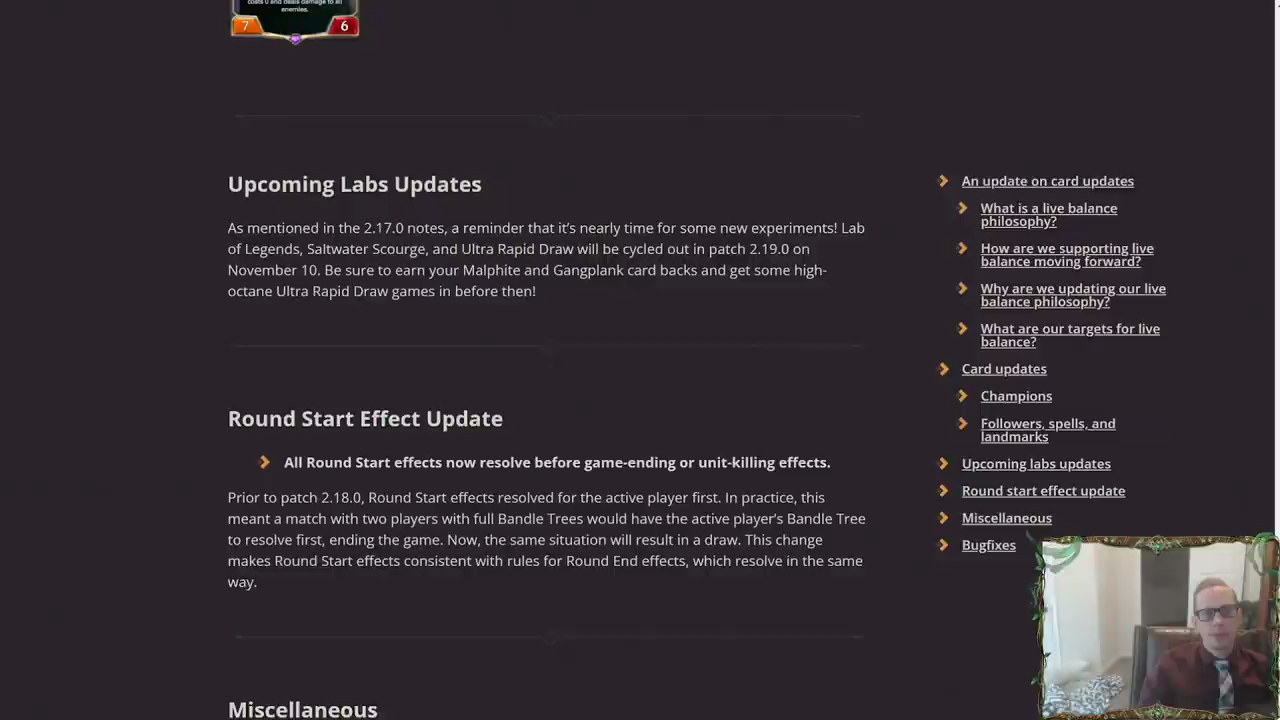 costs 0 and deals damage to all
enemies.
7 6
Upcoming Labs Updates
As mentioned in the 2.17.0 notes, a reminder that it's nearly time for some new experiments! Lab
of Legends, Saltwater Scourge, and Ultra Rapid Draw will be cycled out in patch 2.19.0 on
November 10. Be sure to earn your Malphite and Gangplank card backs and get some high-
octane Ultra Rapid Draw games in before then!
Round Start Effect Update
All Round Start effects now resolve before game-ending or unit-killing effects.
Prior to patch 2.18.0, Round Start effects resolved for the active player first. In practice, this
meant a match with two players with full Bandle Trees would have the active player's Bandle Tree
to resolve first, ending the game. Now, the same situation will result in a draw. This change
makes Round Start effects consistent with rules for Round End effects, which resolve in the same
way.
Miscellaneous
An update on card updates
What is a live balance
philosophy?
How are we supporting live
balance moving forward?
Why are we updating our live
balance philosophy?
What are our targets for live
balance?
Card updates
Champions
Followers, spells, and
landmarks
Upcoming labs updates
Round start effect update
Miscellaneous
Bugfixes